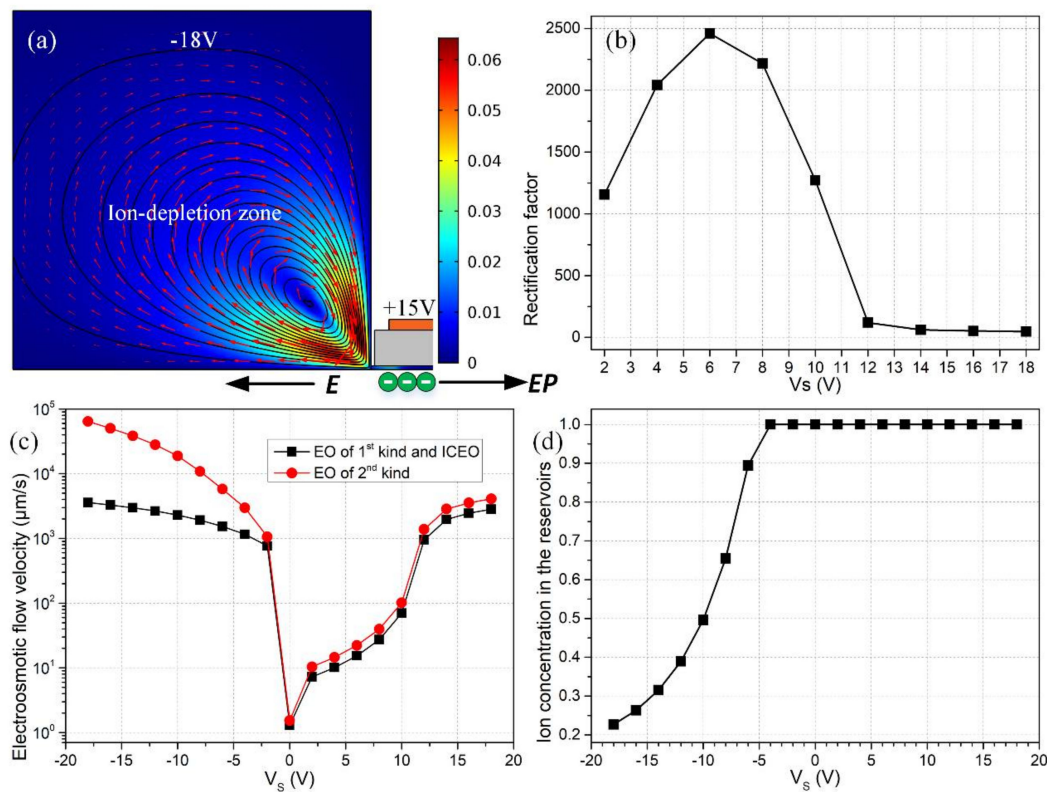 (a)
-18V
Ion-depletion zone
+15V
E
EP
0.06
0.05
0.04
0.03
0.02
0.01
0
(b)
Rectification factor
2500
2000
1500
1000
500
0
2 3 4 5 6 7 8 9 10 11 12 13 14 15 16 17 18
Vs (V)
(c)
Electroosmotic flow velocity (μm/s)
10⁵
10⁴
10³
10²
10¹
10⁰
EO of 1st kind and ICEO
EO of 2nd kind
-20 -15 -10 -5 0 5 10 15 20
VS (V)
(d)
Ion concentration in the reservoirs
1.0
0.9
0.8
0.7
0.6
0.5
0.4
0.3
0.2
-20 -15 -10 -5 0 5 10 15 20
VS (V)